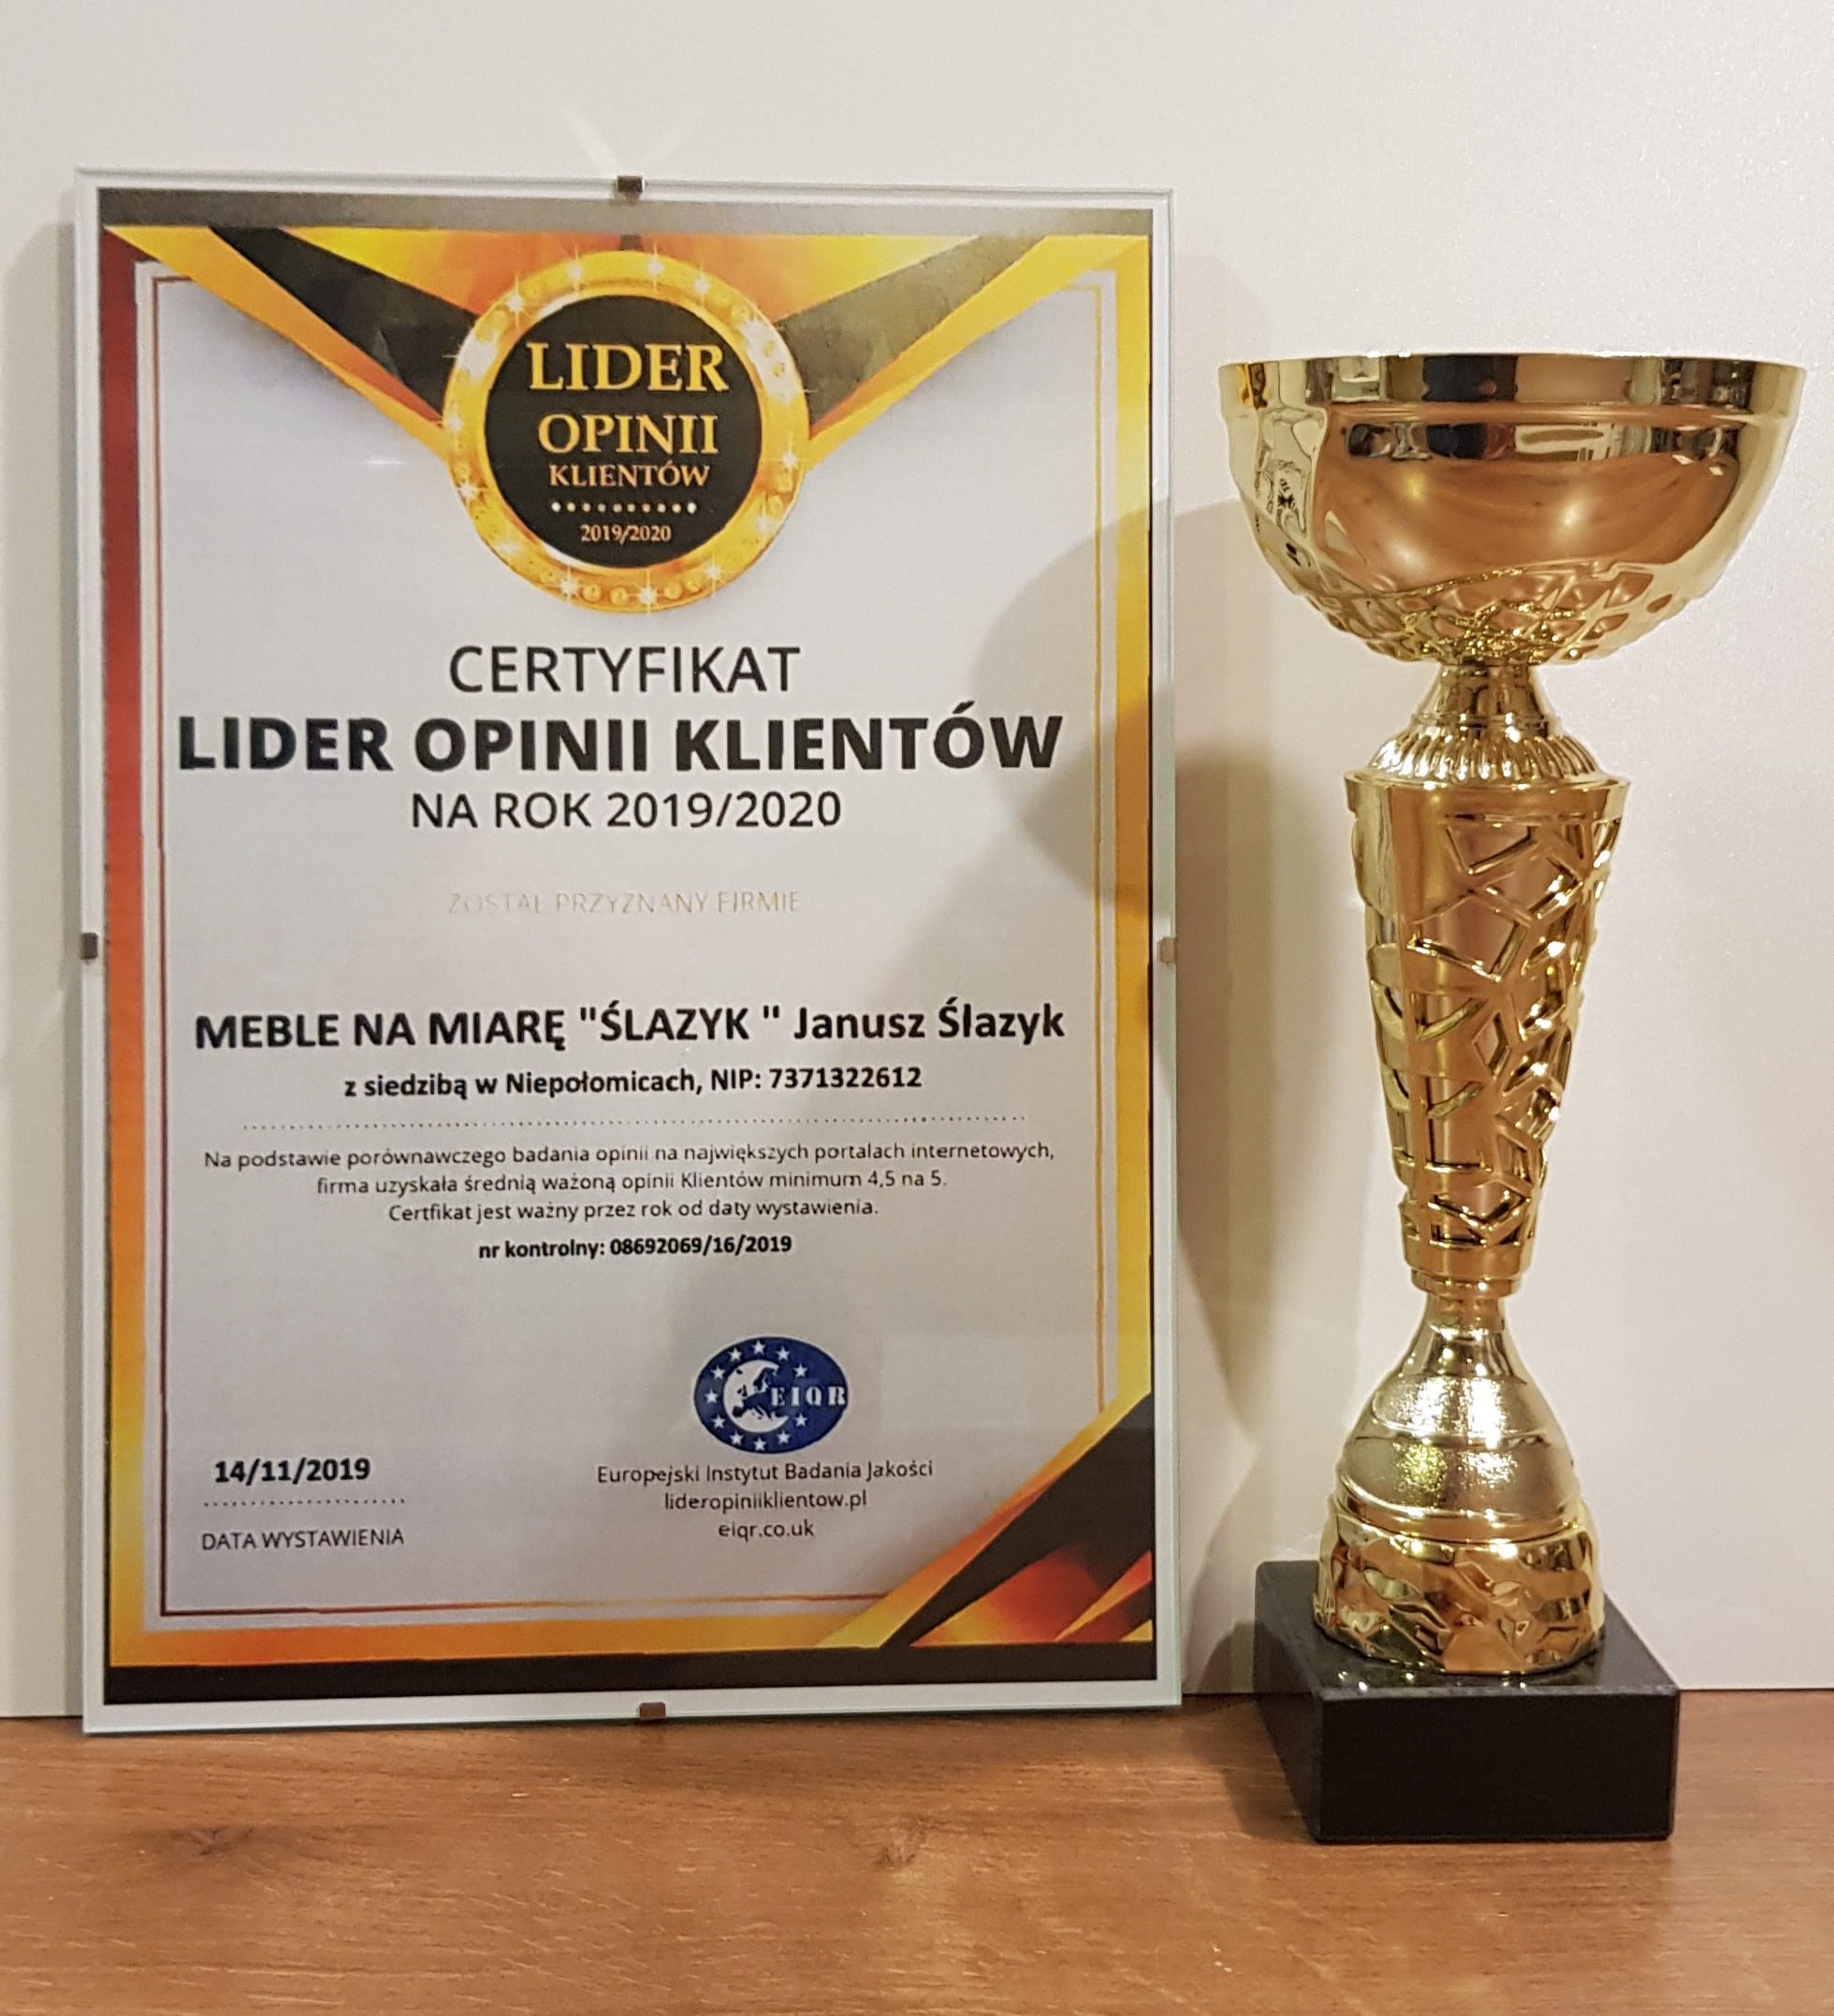 LIDER
OPINII
KLIENTÓW
2019/2020
CERTYFIKAT
LIDER OPINII KLIENTÓW
NA ROK 2019/2020
ZOSTAŁ PRZYZNANY FIRMIE
MEBLE NA MIARĘ "ŚLAZYK " Janusz Ślazyk
z siedzibą w Niepołomicach, NIP: 7371322612
Na podstawie porównawczego badania opinii na największych portalach internetowych,
firma uzyskała średnią ważoną opinii Klientów minimum 4,5 na 5.
Certfikat jest ważny przez rok od daty wystawienia.
nr kontrolny: 08692069/16/2019
EIQR
14/11/2019
DATA WYSTAWIENIA
Europejski Instytut Badania Jakości
lideropiniiklientow.pl
eiqr.co.uk